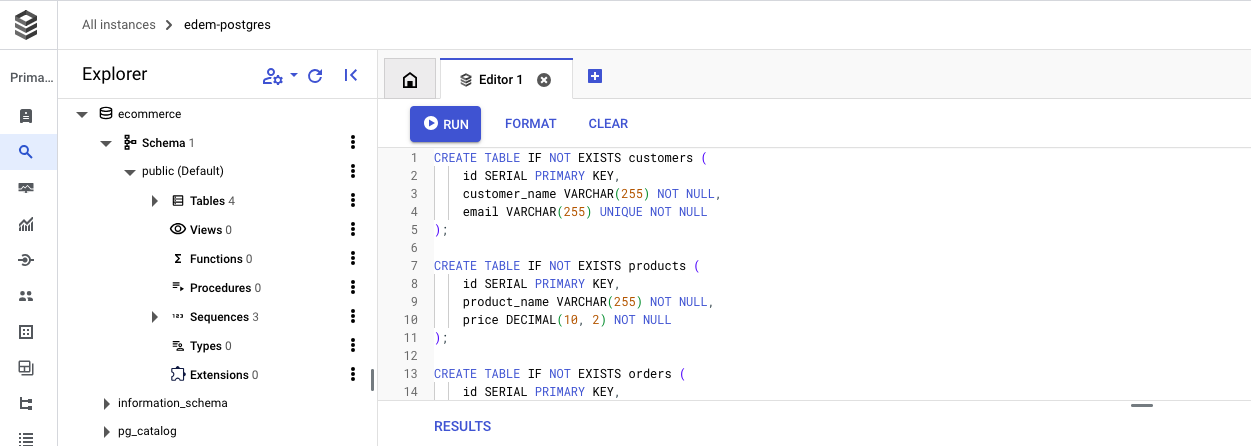 All instances > edem-postgres
Prima...
Explorer
Editor 1
RUN FORMAT CLEAR
ecommerce
Schema 1
public (Default)
Tables 4
Views 0
Functions 0
Procedures 0
Sequences 3
Types 0
Extensions 0
information_schema
pg_catalog
1 CREATE TABLE IF NOT EXISTS customers (
2 id SERIAL PRIMARY KEY,
3 customer_name VARCHAR(255) NOT NULL,
4 email VARCHAR(255) UNIQUE NOT NULL
5 );
6
7 CREATE TABLE IF NOT EXISTS products (
8 id SERIAL PRIMARY KEY,
9 product_name VARCHAR(255) NOT NULL,
10 price DECIMAL(10, 2) NOT NULL
11 );
12
13 CREATE TABLE IF NOT EXISTS orders (
14 id SERIAL PRIMARY KEY,
RESULTS